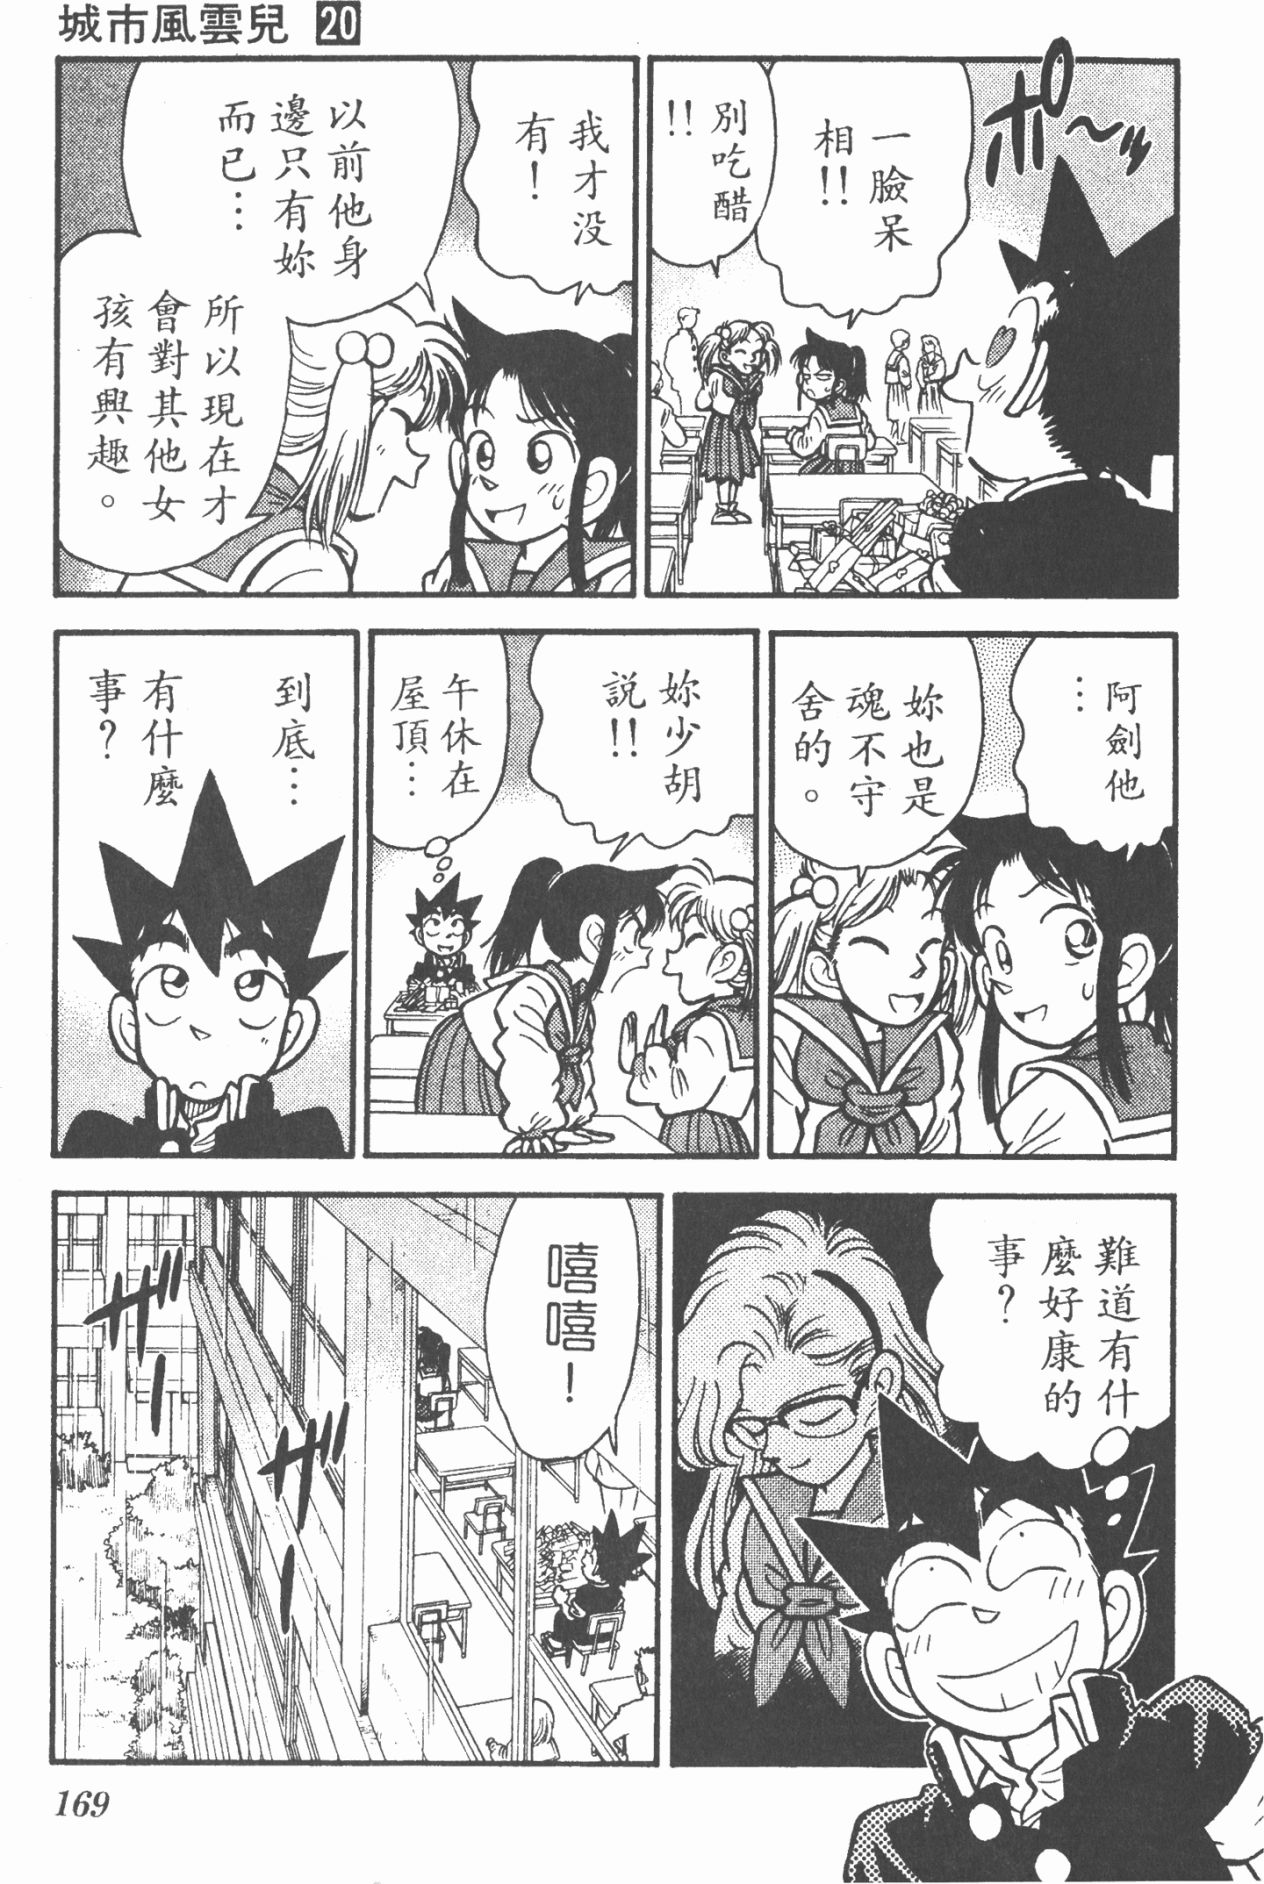 城市風雲兒 20
ポ〜ッ
一臉呆
相!!
別吃醋
!!
我才没
有！
以前他身
邊只有妳
而已…
所以現在才
會對其他女
孩有興趣。
阿劍他
…
妳也是
魂不守
舍的。
妳少胡
説!!
午休在
屋頂…
到底…
有什麼
事？
難道有什
麼好康的
事？
嘻嘻！
ザー
ザー
169